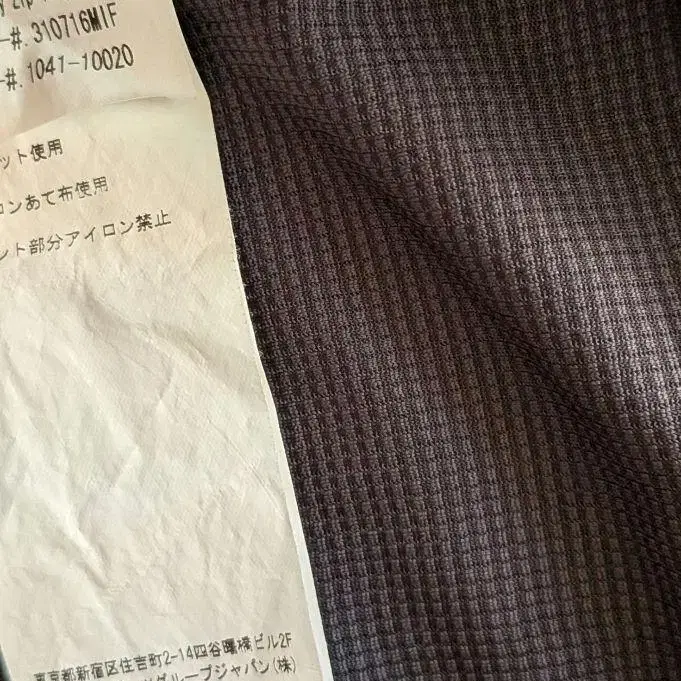 y Zip
#.310716MIF
#.1041-10020
ット使用
ロンあて布使用
ント部分アイロン禁止
東京都新宿区住吉町2-14四谷曙橋ビル2F
グループジャパン(株)